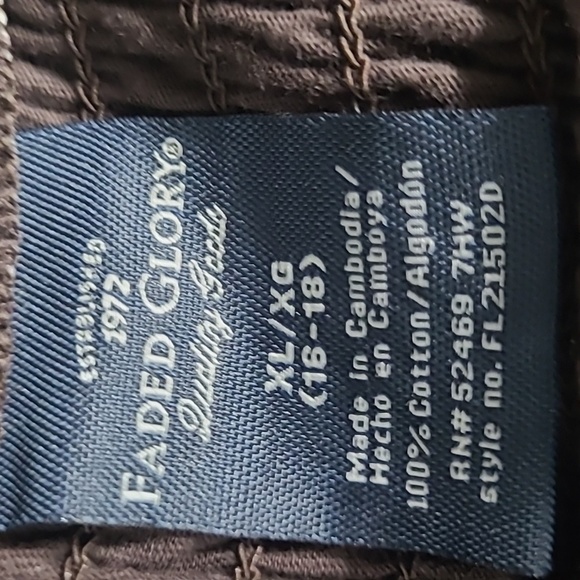 ESTABLISHED
1972
FADED GLORY®
Quality Goods
XL/XG
(16-18)
Made in Cambodia/
Hecho en Camboya
100% Cotton/Algodón
RN# 52469 7HW
style no. FL21502D